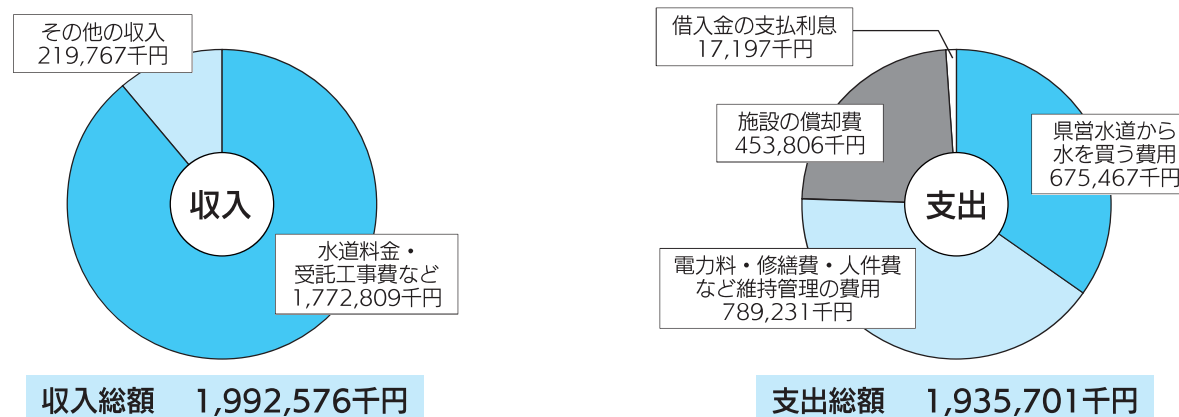 その他の収入
219,767千円
収入
水道料金・
受託工事費など
1,772,809千円
収入総額 1,992,576千円
借入金の支払利息
17,197千円
施設の償却費
453,806千円
県営水道から
水を買う費用
675,467千円
支出
電力料・修繕費・人件費
など維持管理の費用
789,231千円
支出総額 1,935,701千円